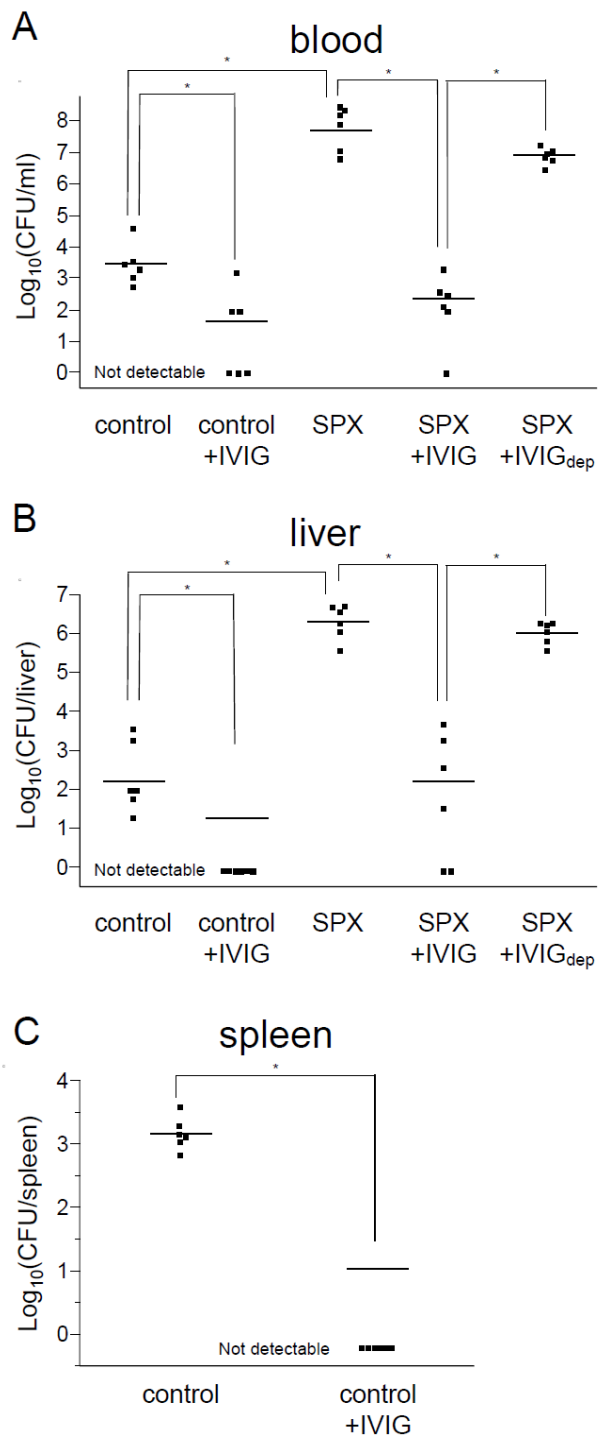 A
blood
* * * *
Log10(CFU/ml)
8
7
6
5
4
3
2
1
0
Not detectable
control control SPX SPX SPX
+IVIG +IVIG +IVIGdep
B
liver
* * * *
Log10(CFU/liver)
7
6
5
4
3
2
1
0
Not detectable
control control SPX SPX SPX
+IVIG +IVIG +IVIGdep
C
spleen
*
Log10(CFU/spleen)
4
3
1
0
Not detectable
control control
+IVIG